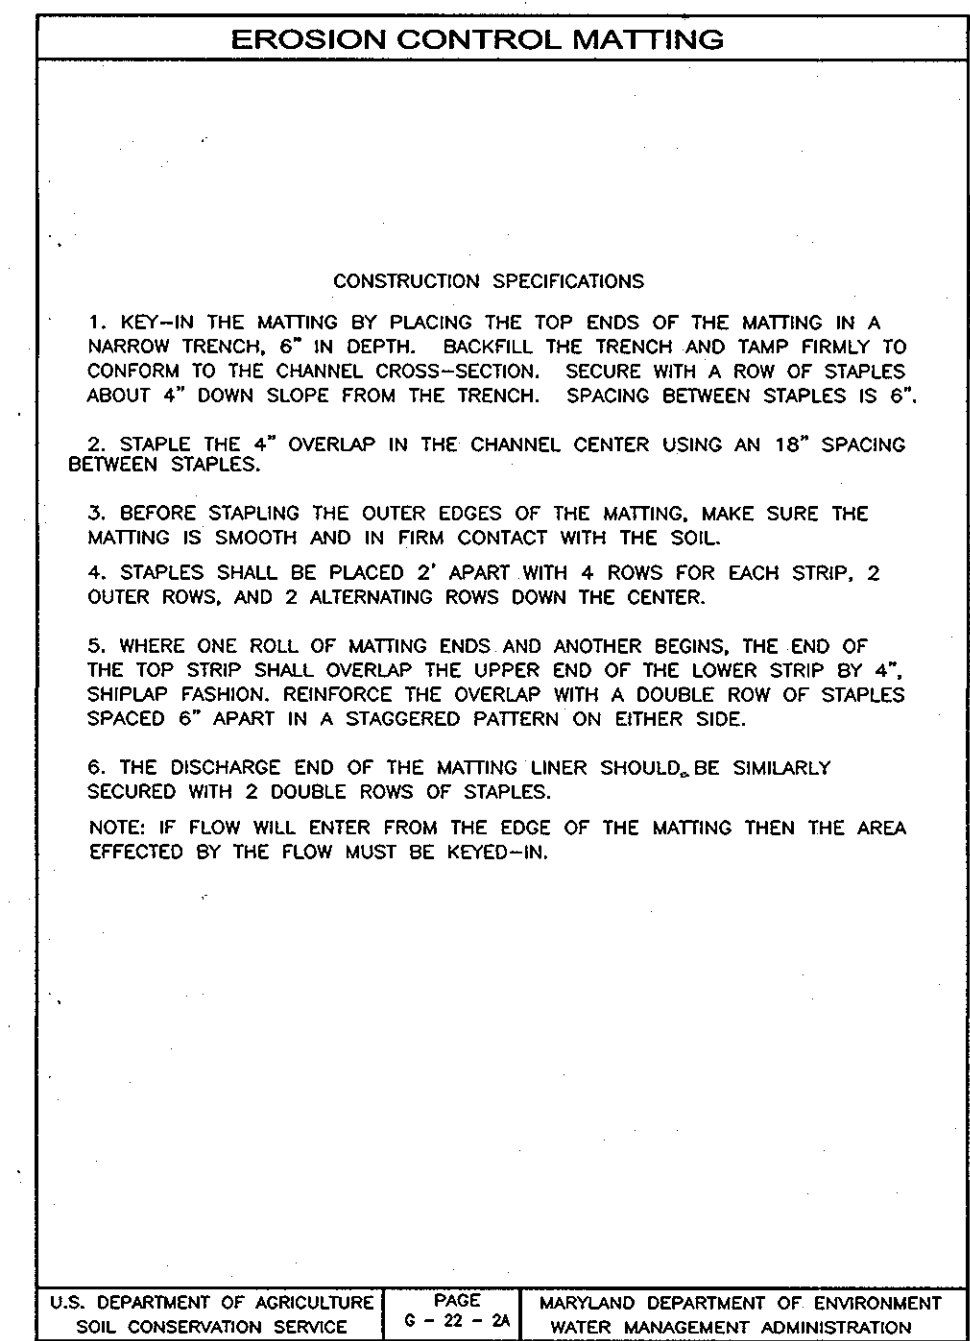 EROSION CONTROL MATTING
CONSTRUCTION SPECIFICATIONS
1. KEY-IN THE MATTING BY PLACING THE TOP ENDS OF THE MATTING IN A
NARROW TRENCH, 6" IN DEPTH. BACKFILL THE TRENCH AND TAMP FIRMLY TO
CONFORM TO THE CHANNEL CROSS-SECTION. SECURE WITH A ROW OF STAPLES
ABOUT 4" DOWN SLOPE FROM THE TRENCH. SPACING BETWEEN STAPLES IS 6".
2. STAPLE THE 4" OVERLAP IN THE CHANNEL CENTER USING AN 18" SPACING
BETWEEN STAPLES.
3. BEFORE STAPLING THE OUTER EDGES OF THE MATTING, MAKE SURE THE
MATTING IS SMOOTH AND IN FIRM CONTACT WITH THE SOIL.
4. STAPLES SHALL BE PLACED 2' APART WITH 4 ROWS FOR EACH STRIP, 2
OUTER ROWS, AND 2 ALTERNATING ROWS DOWN THE CENTER.
5. WHERE ONE ROLL OF MATTING ENDS AND ANOTHER BEGINS, THE END OF
THE TOP STRIP SHALL OVERLAP THE UPPER END OF THE LOWER STRIP BY 4",
SHIPLAP FASHION. REINFORCE THE OVERLAP WITH A DOUBLE ROW OF STAPLES
SPACED 6" APART IN A STAGGERED PATTERN ON EITHER SIDE.
6. THE DISCHARGE END OF THE MATTING LINER SHOULD BE SIMILARLY
SECURED WITH 2 DOUBLE ROWS OF STAPLES.
NOTE: IF FLOW WILL ENTER FROM THE EDGE OF THE MATTING THEN THE AREA
EFFECTED BY THE FLOW MUST BE KEYED-IN.
U.S. DEPARTMENT OF AGRICULTURE
SOIL CONSERVATION SERVICE
PAGE
G - 22 - 2A
MARYLAND DEPARTMENT OF ENVIRONMENT
WATER MANAGEMENT ADMINISTRATION